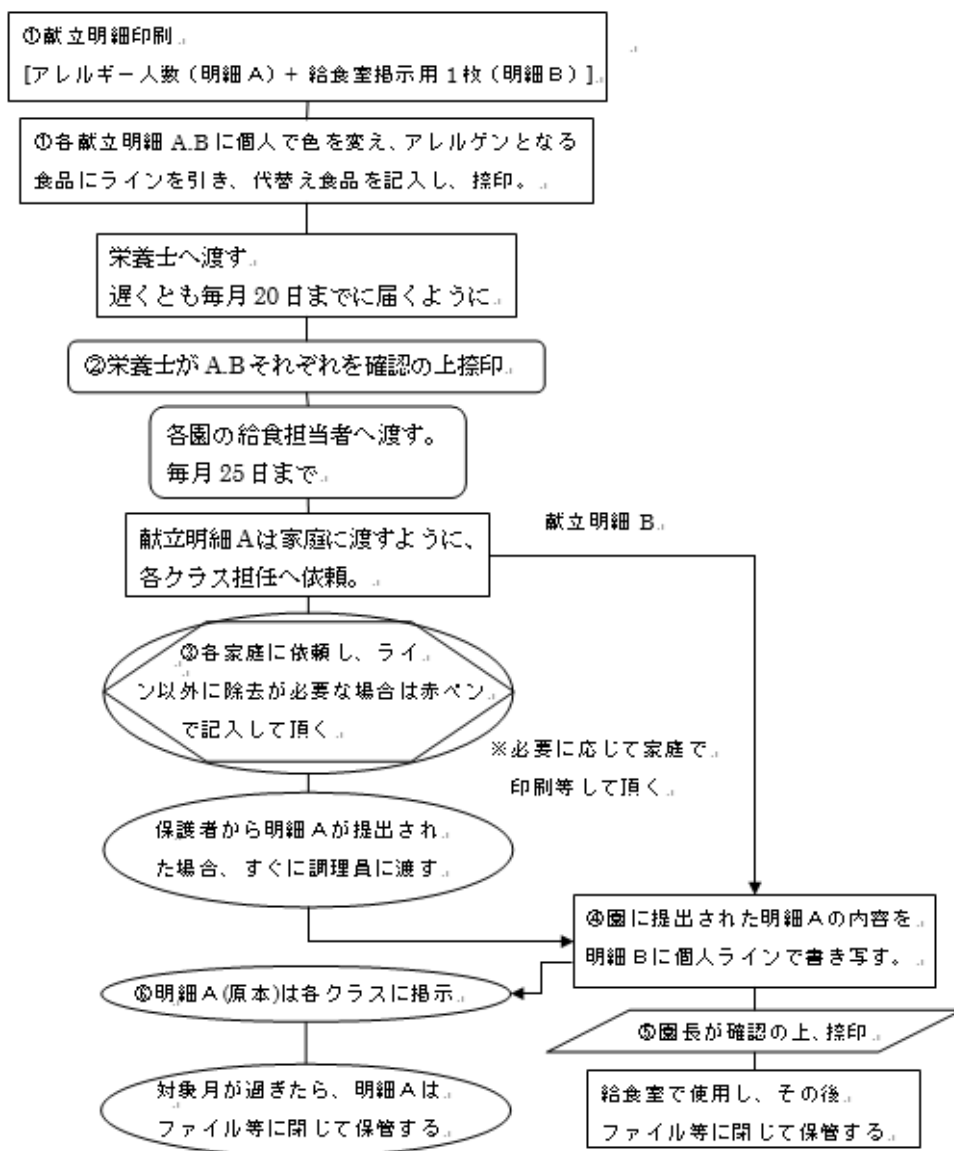 ①献立明細印刷
[アレルギー人数（明細Ａ）+ 給食室掲示用１枚（明細Ｂ）]
①各献立明細 A.B に個人で色を変え、アレルゲンとなる
食品にラインを引き、代替え食品を記入し、捺印。
栄養士へ渡す
遅くとも毎月 20 日までに届くように
②栄養士が A.B それぞれを確認の上捺印
各園の給食担当者へ渡す。
毎月 25 日まで
献立明細 A は家庭に渡すように、
各クラス担任へ依頼。
献立明細 B
③各家庭に依頼し、ライ
ン以外に除去が必要な場合は赤ペン
で記入して頂く
※必要に応じて家庭で
印刷等して頂く
保護者から明細Ａが提出され
た場合、すぐに調理員に渡す
④園に提出された明細Ａの内容を
明細Ｂに個人ラインで書き写す。
⑥明細Ａ(原本)は各クラスに掲示
⑤園長が確認の上、捺印
対象月が過ぎたら、明細Ａは
ファイル等に閉じて保管する
給食室で使用し、その後
ファイル等に閉じて保管する